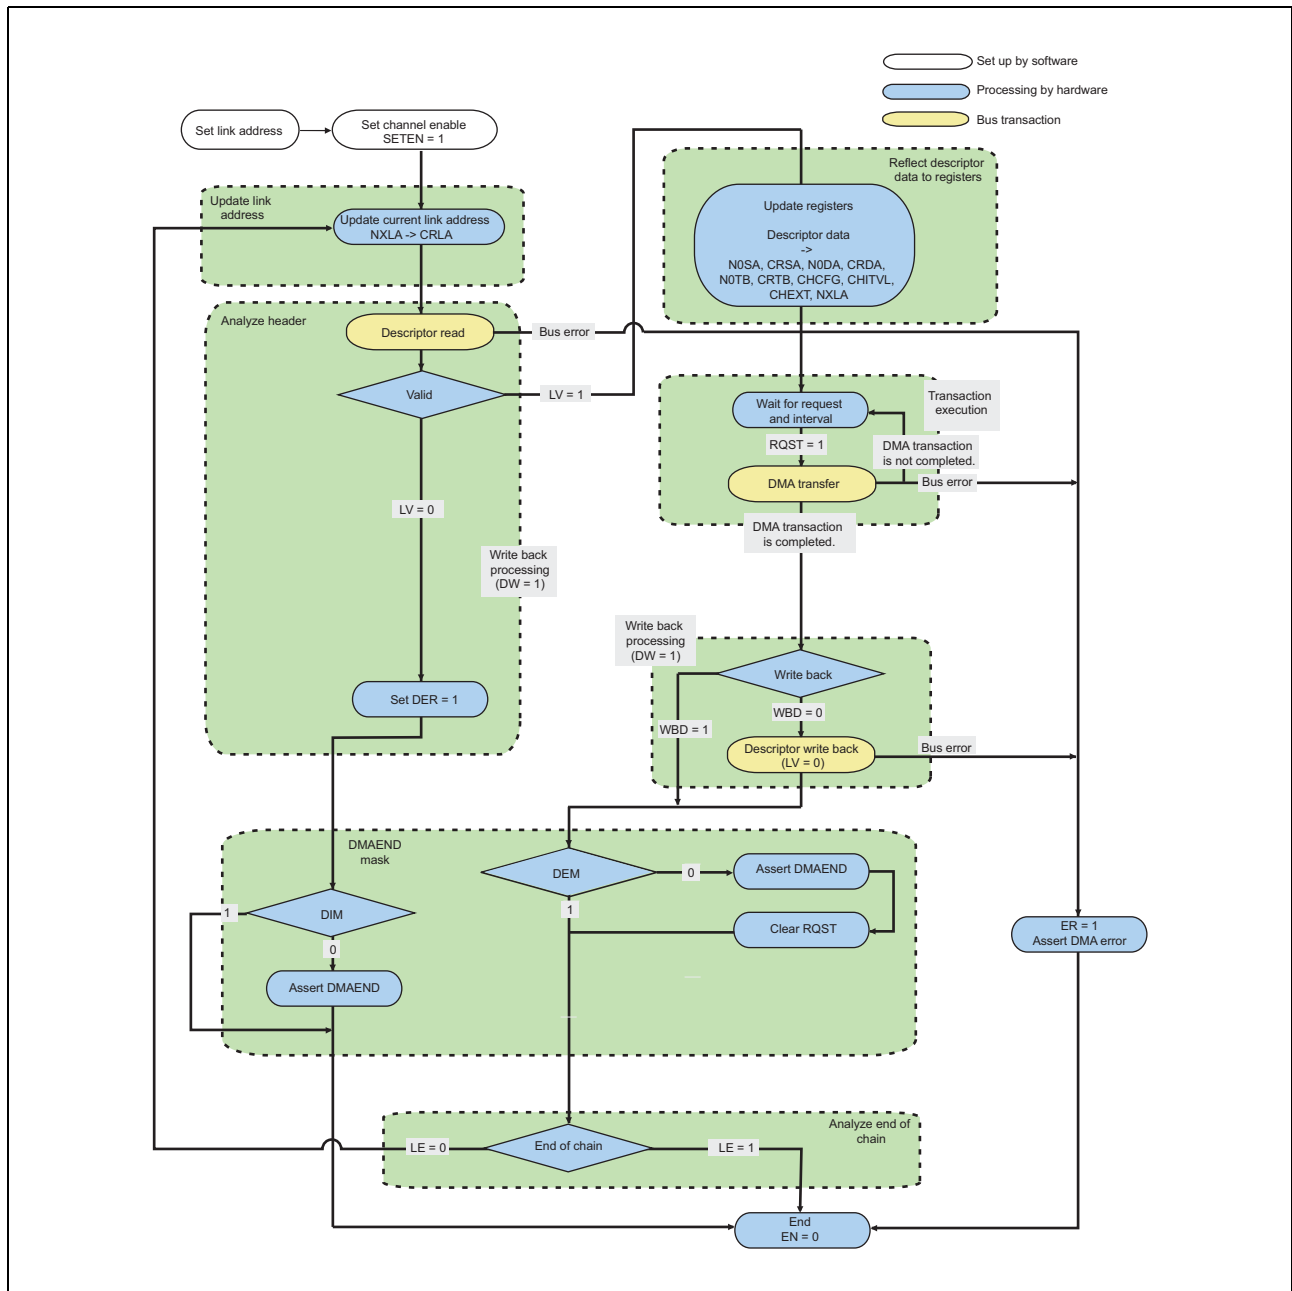 Set up by software
Processing by hardware
Bus transaction
Set link address
Set channel enable
SETEN = 1
Update link
address
Update current link address
NXLA -> CRLA
Reflect descriptor
data to registers
Update registers
Descriptor data
->
N0SA, CRSA, N0DA, CRDA,
N0TB, CRTB, CHCFG, CHITVL,
CHEXT, NXLA
Analyze header
Descriptor read
Bus error
Valid
LV = 1
LV = 0
Write back
processing
(DW = 1)
Set DER = 1
Transaction
execution
Wait for request
and interval
RQST = 1
DMA transaction
is not completed.
DMA transfer
Bus error
DMA transaction
is completed.
Write back
processing
(DW = 1)
Write back
WBD = 0
WBD = 1
Descriptor write back
(LV = 0)
Bus error
DMAEND
mask
DEM
0
Assert DMAEND
1
Clear RQST
1
DIM
0
Assert DMAEND
ER = 1
Assert DMA error
Analyze end of
chain
LE = 0
End of chain
LE = 1
End
EN = 0